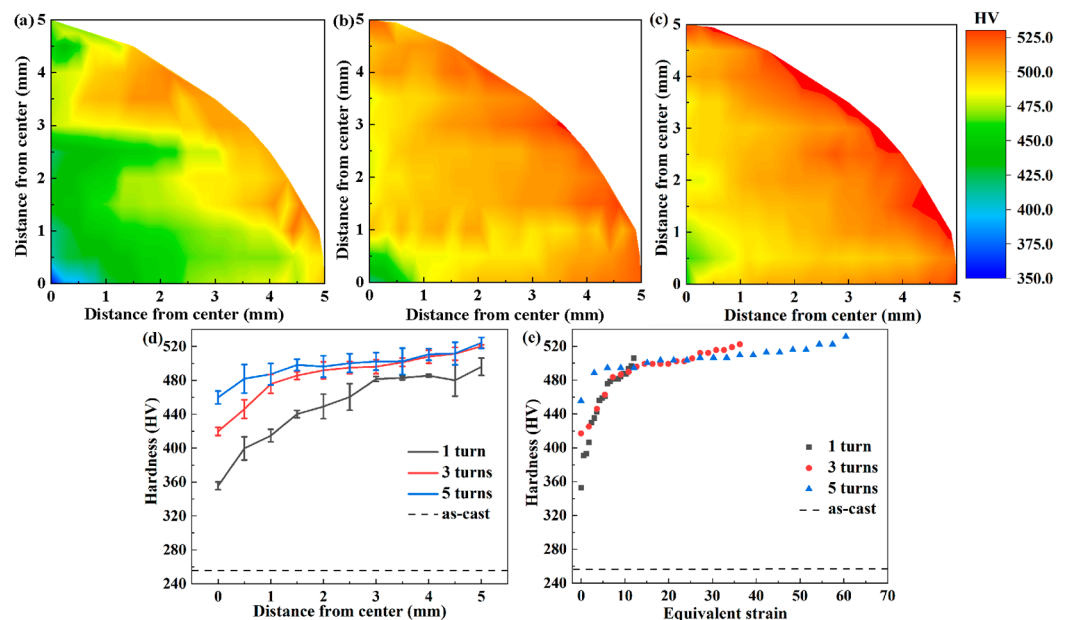 (a)
5
4
3
2
1
0
Distance from center (mm)
0 1 2 3 4 5
Distance from center (mm)
(b)
5
4
3
2
1
0
Distance from center (mm)
0 1 2 3 4 5
Distance from center (mm)
(c)
5
4
3
2
1
0
Distance from center (mm)
0 1 2 3 4 5
Distance from center (mm)
HV
525.0
500.0
475.0
450.0
425.0
400.0
375.0
350.0
(d)
520
480
440
400
360
320
280
240
Hardness (HV)
1 turn
3 turns
5 turns
as-cast
0 1 2 3 4 5
Distance from center (mm)
(e)
520
480
440
400
360
320
280
240
Hardness (HV)
1 turn
3 turns
5 turns
as-cast
0 10 20 30 40 50 60 70
Equivalent strain